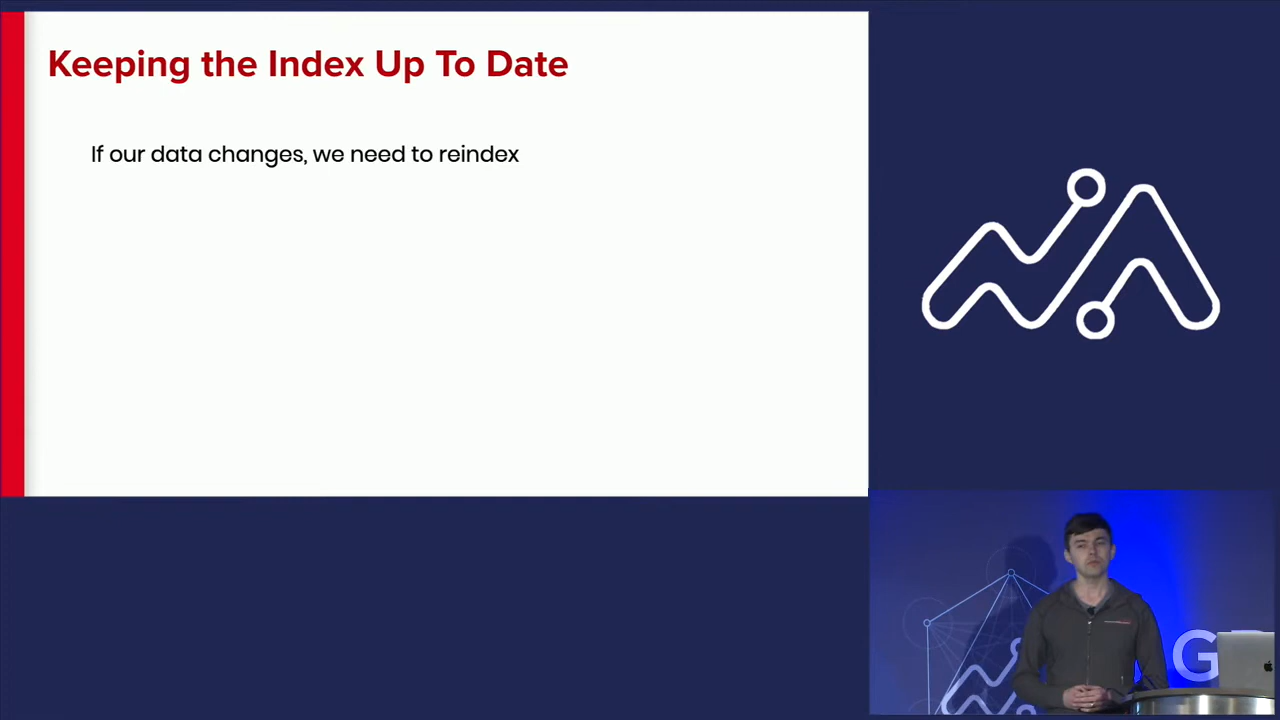 Keeping the Index Up To Date
If our data changes, we need to reindex